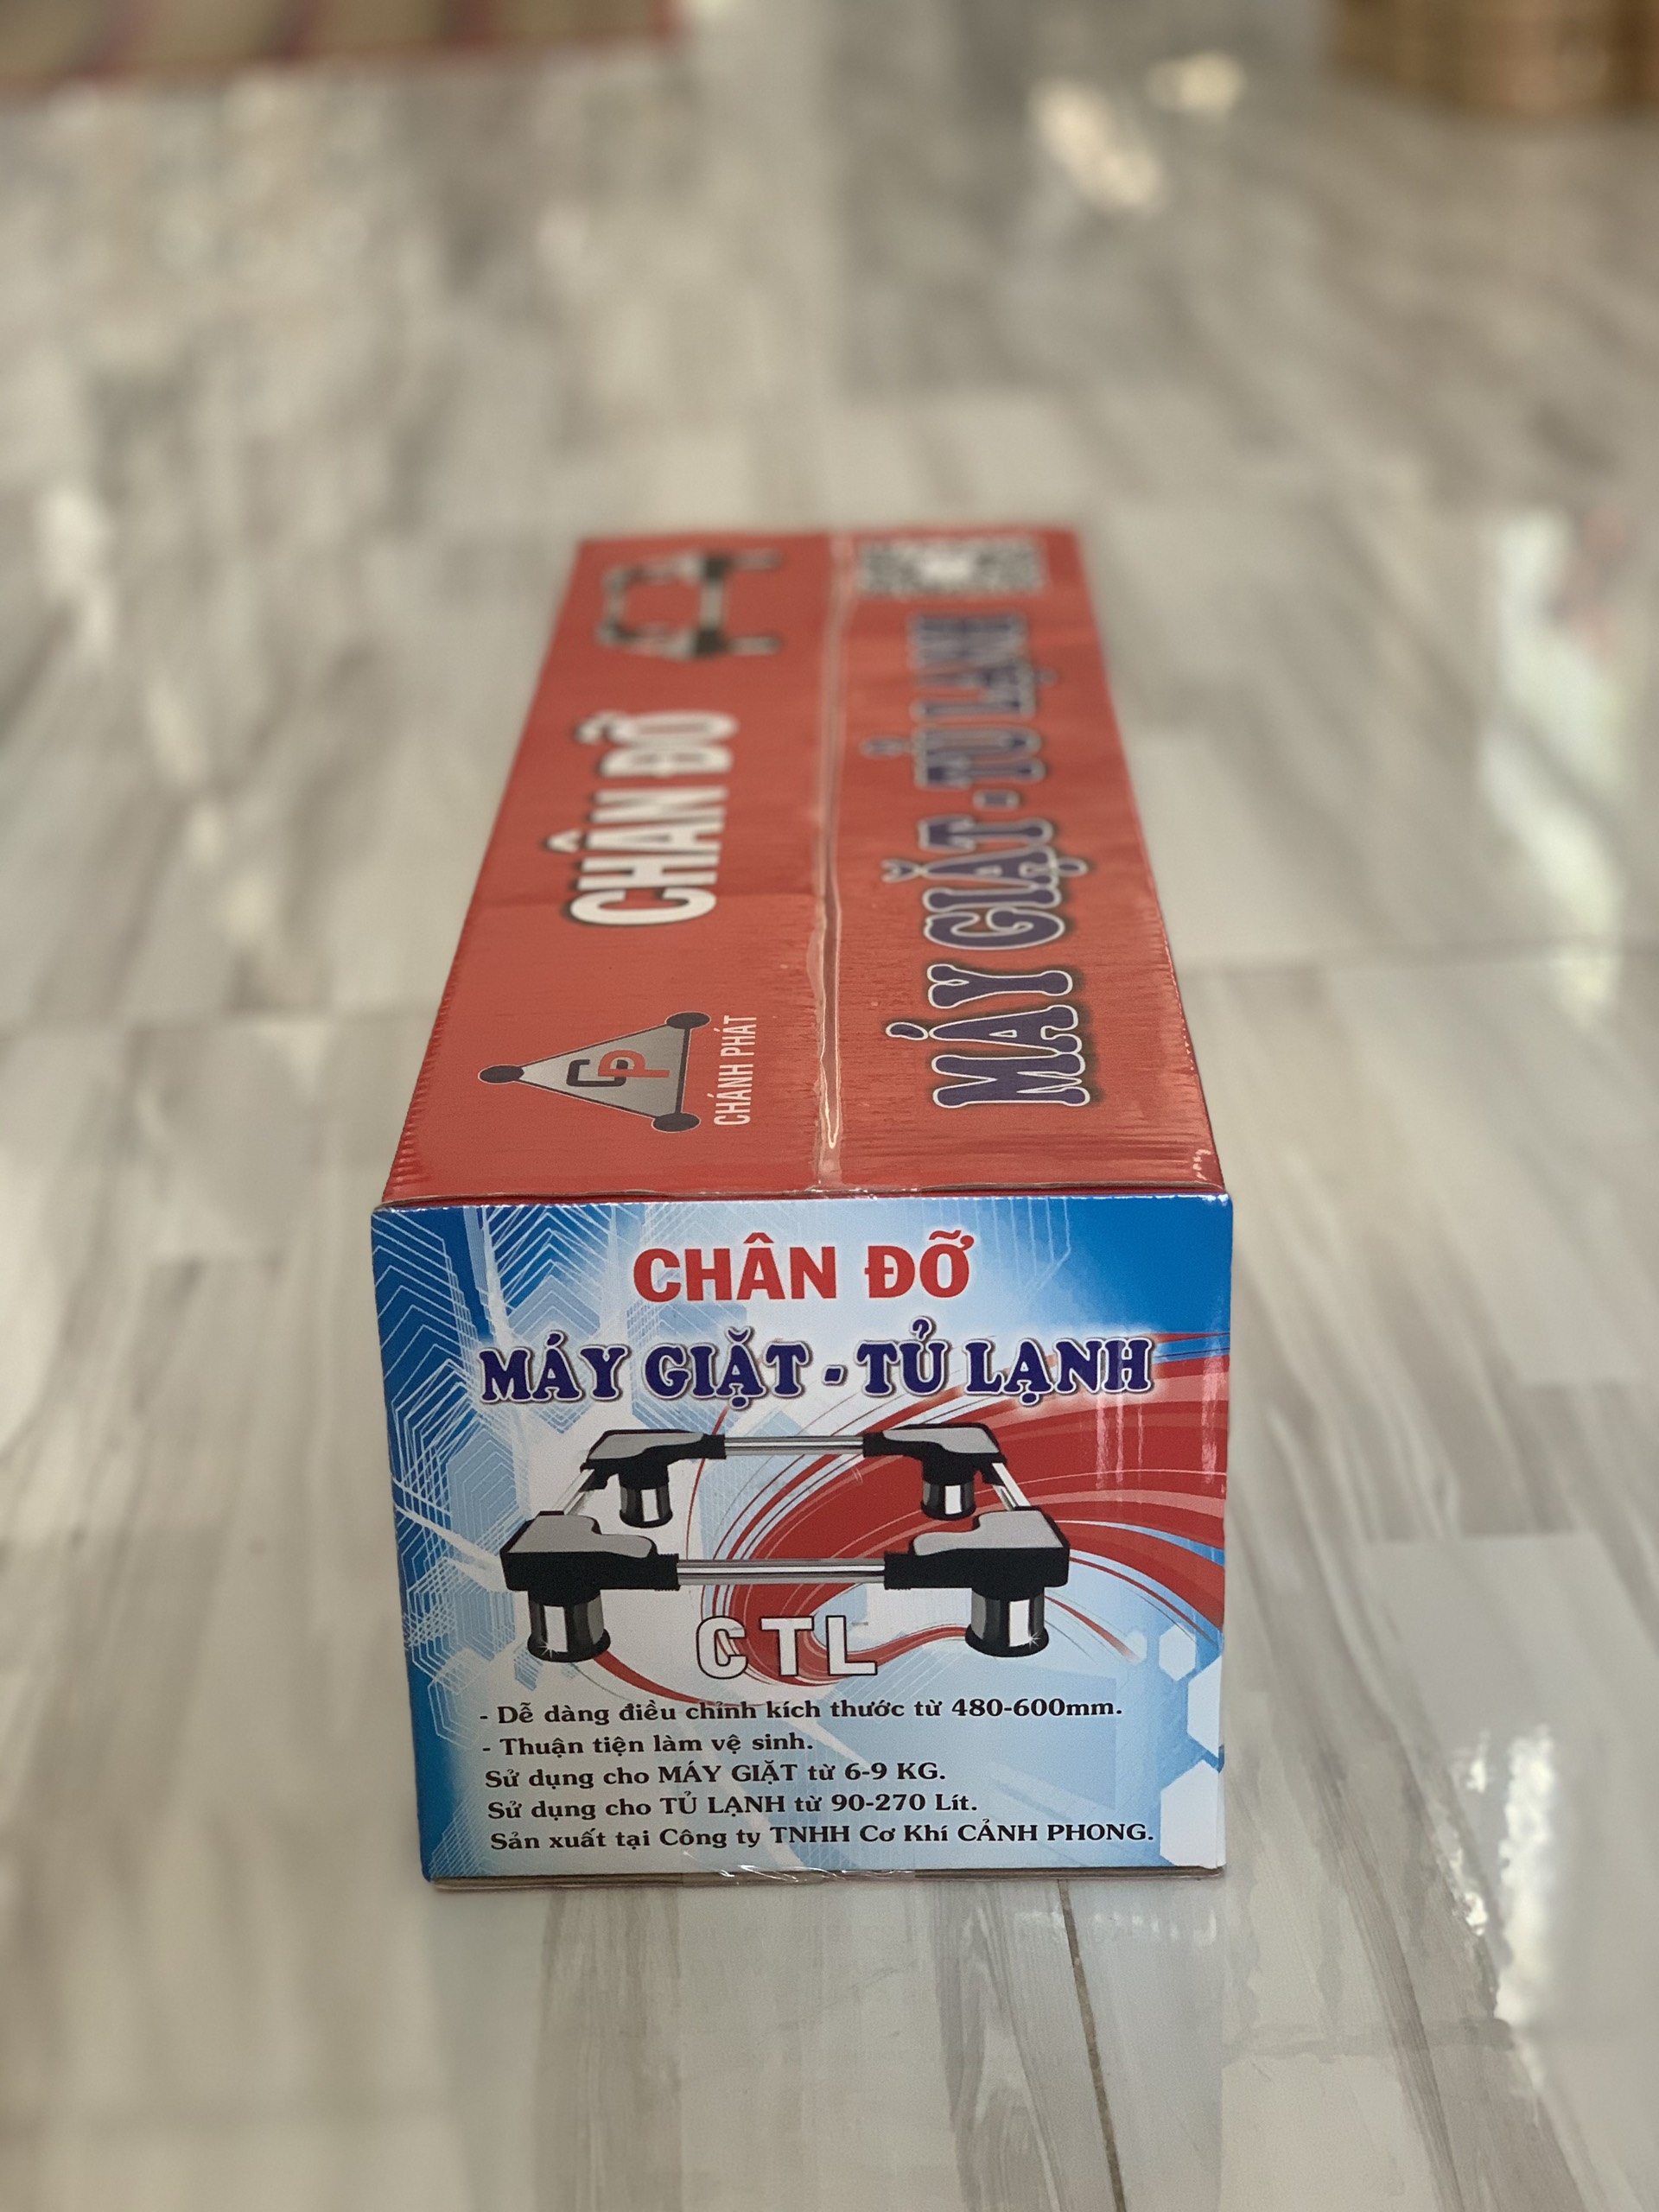 CHÂN ĐỠ
MÁY GIẶT - TỦ LẠNH
CP
CHÁNH PHÁT
CHÂN ĐỠ
MÁY GIẶT - TỦ LẠNH
CTL
- Dễ dàng điều chỉnh kích thước từ 480-600mm.
- Thuận tiện làm vệ sinh.
Sử dụng cho MÁY GIẶT từ 6-9 KG.
Sử dụng cho TỦ LẠNH từ 90-270 Lít.
Sản xuất tại Công ty TNHH Cơ Khí CẢNH PHONG.